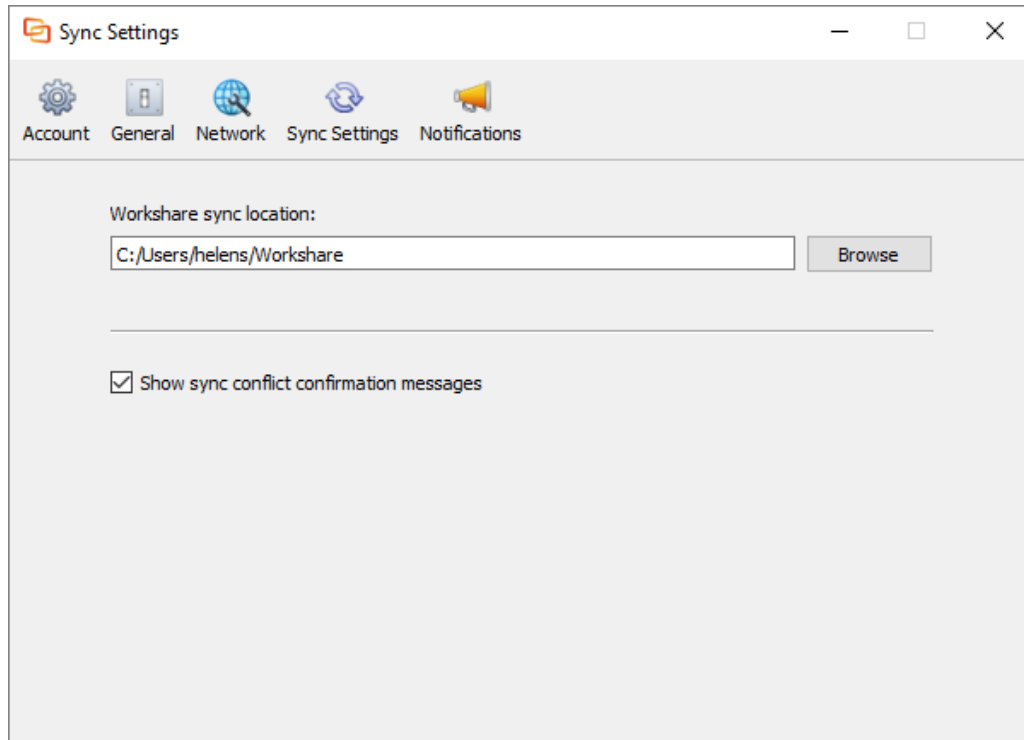 Sync Settings
Account General Network Sync Settings Notifications
Workshare sync location:
C:/Users/helens/Workshare Browse
Show sync conflict confirmation messages